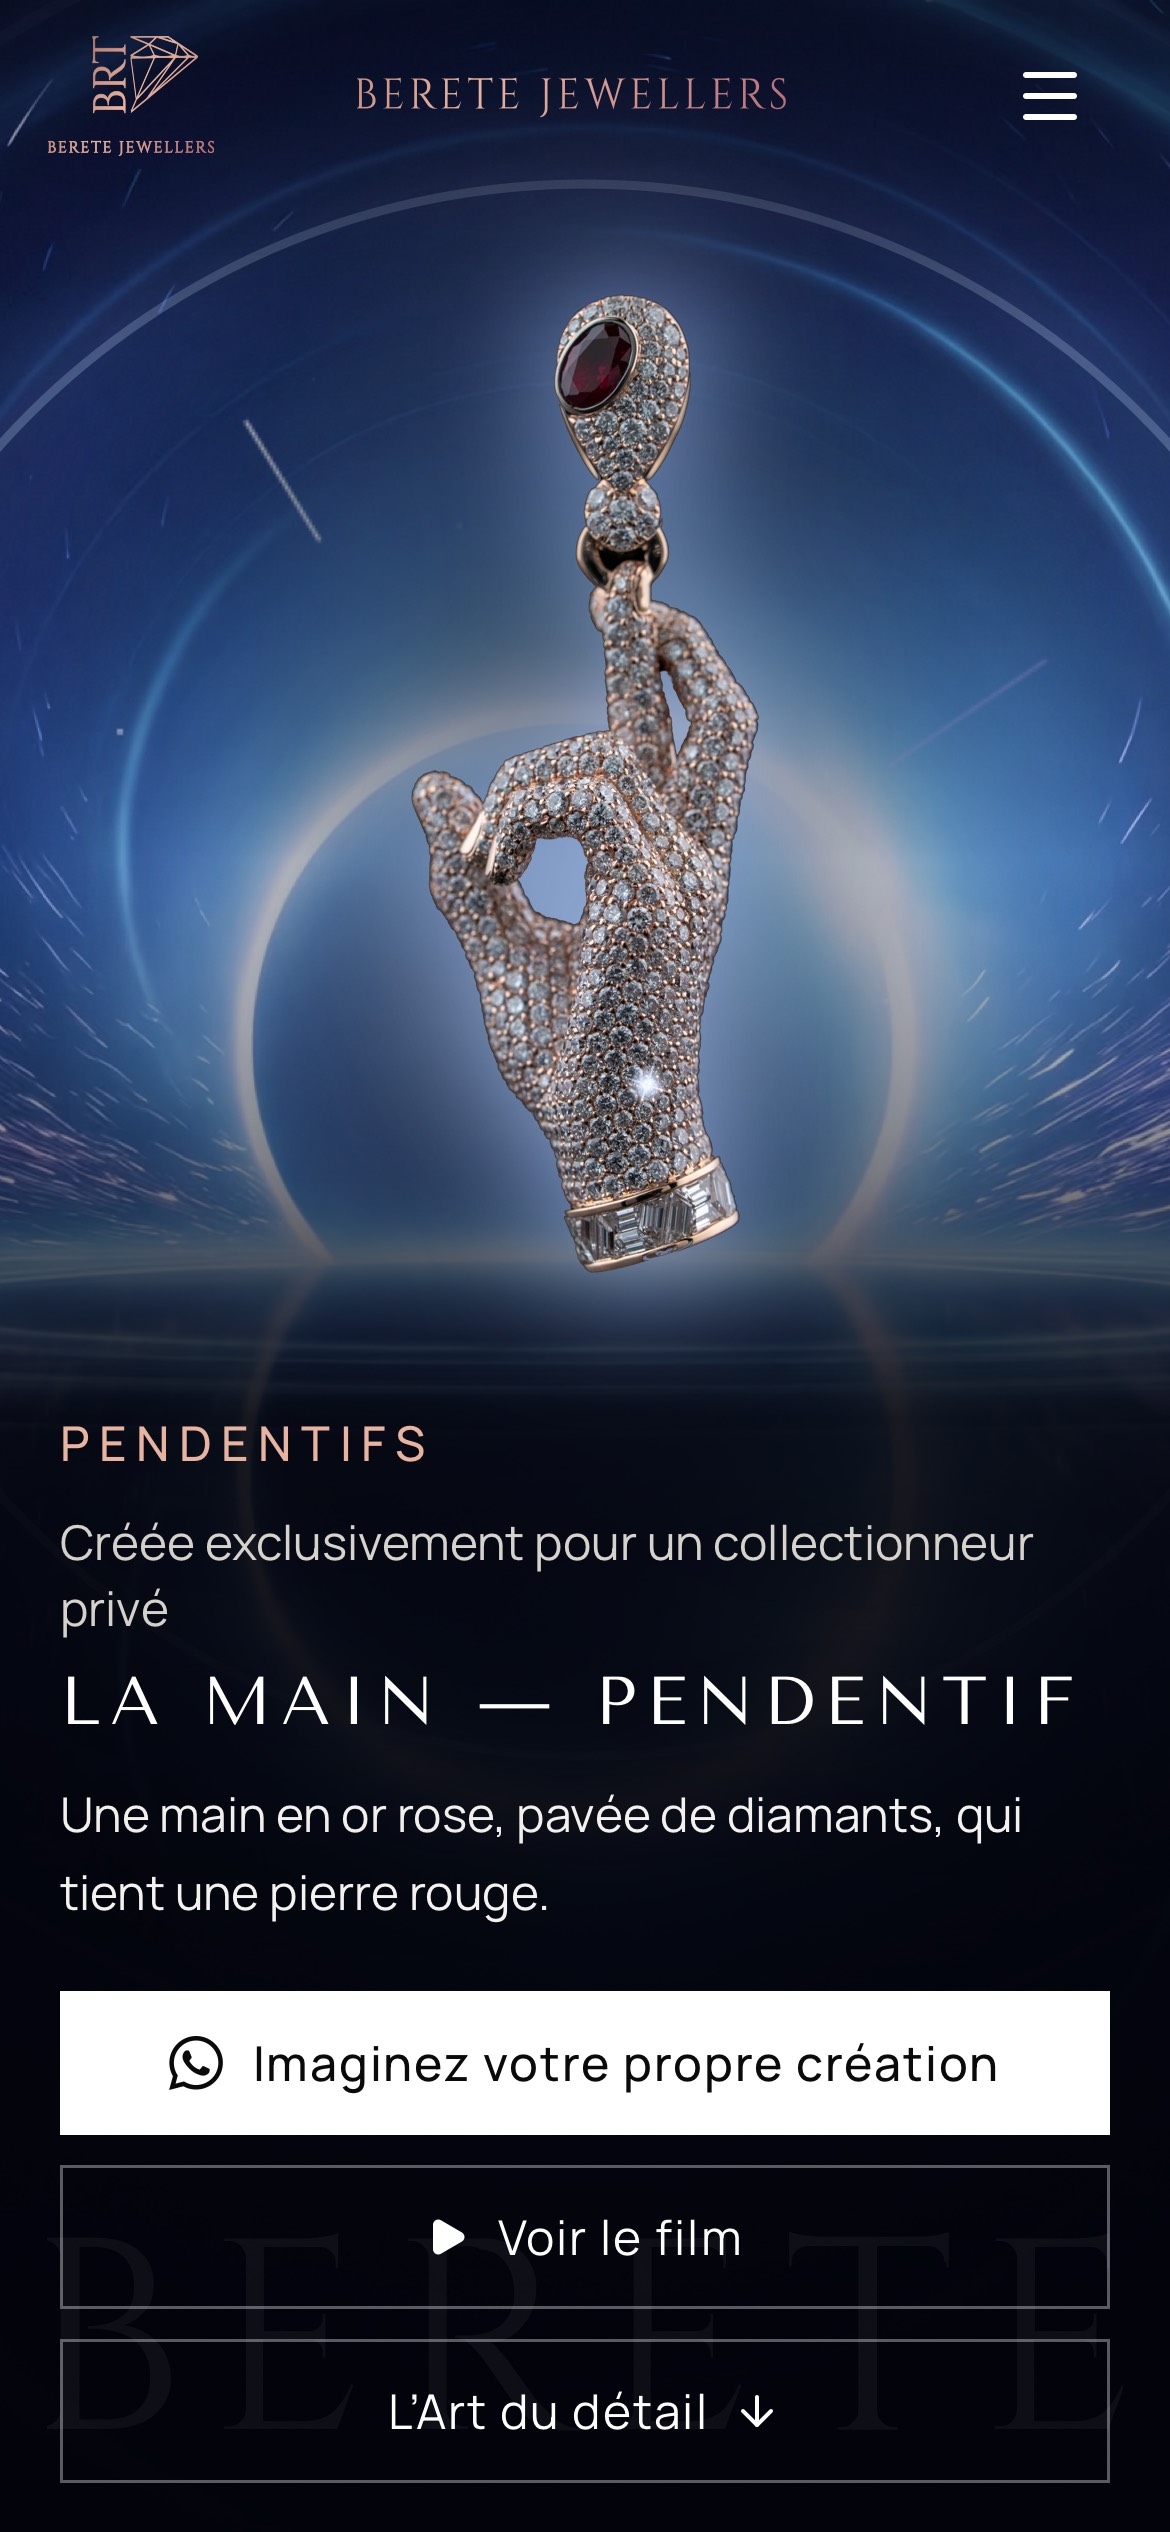 BRT
BERETE JEWELLERS
BERETE JEWELLERS
PENDENTIFS
Créée exclusivement pour un collectionneur
privé
LA MAIN — PENDENTIF
Une main en or rose, pavée de diamants, qui
tient une pierre rouge.
Imaginez votre propre création
Voir le film
BERETE
L’Art du détail ↓